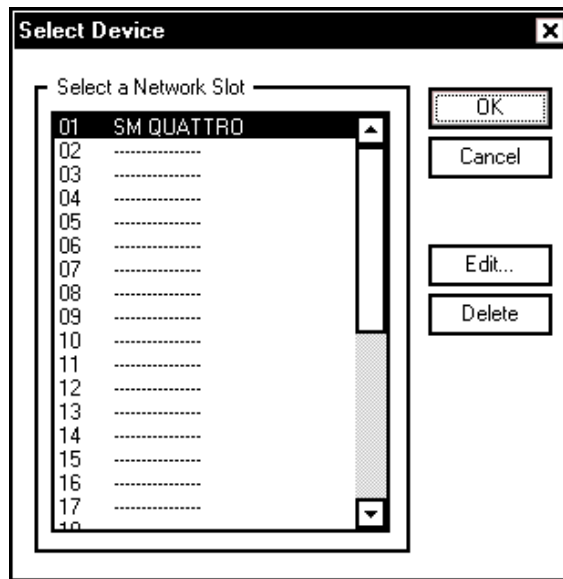 Select Device
Select a Network Slot
01 SM QUATTRO
02 ---------------
03 ---------------
04 ---------------
05 ---------------
06 ---------------
07 ---------------
08 ---------------
09 ---------------
10 ---------------
11 ---------------
12 ---------------
13 ---------------
14 ---------------
15 ---------------
16 ---------------
17 ---------------
OK
Cancel
Edit...
Delete